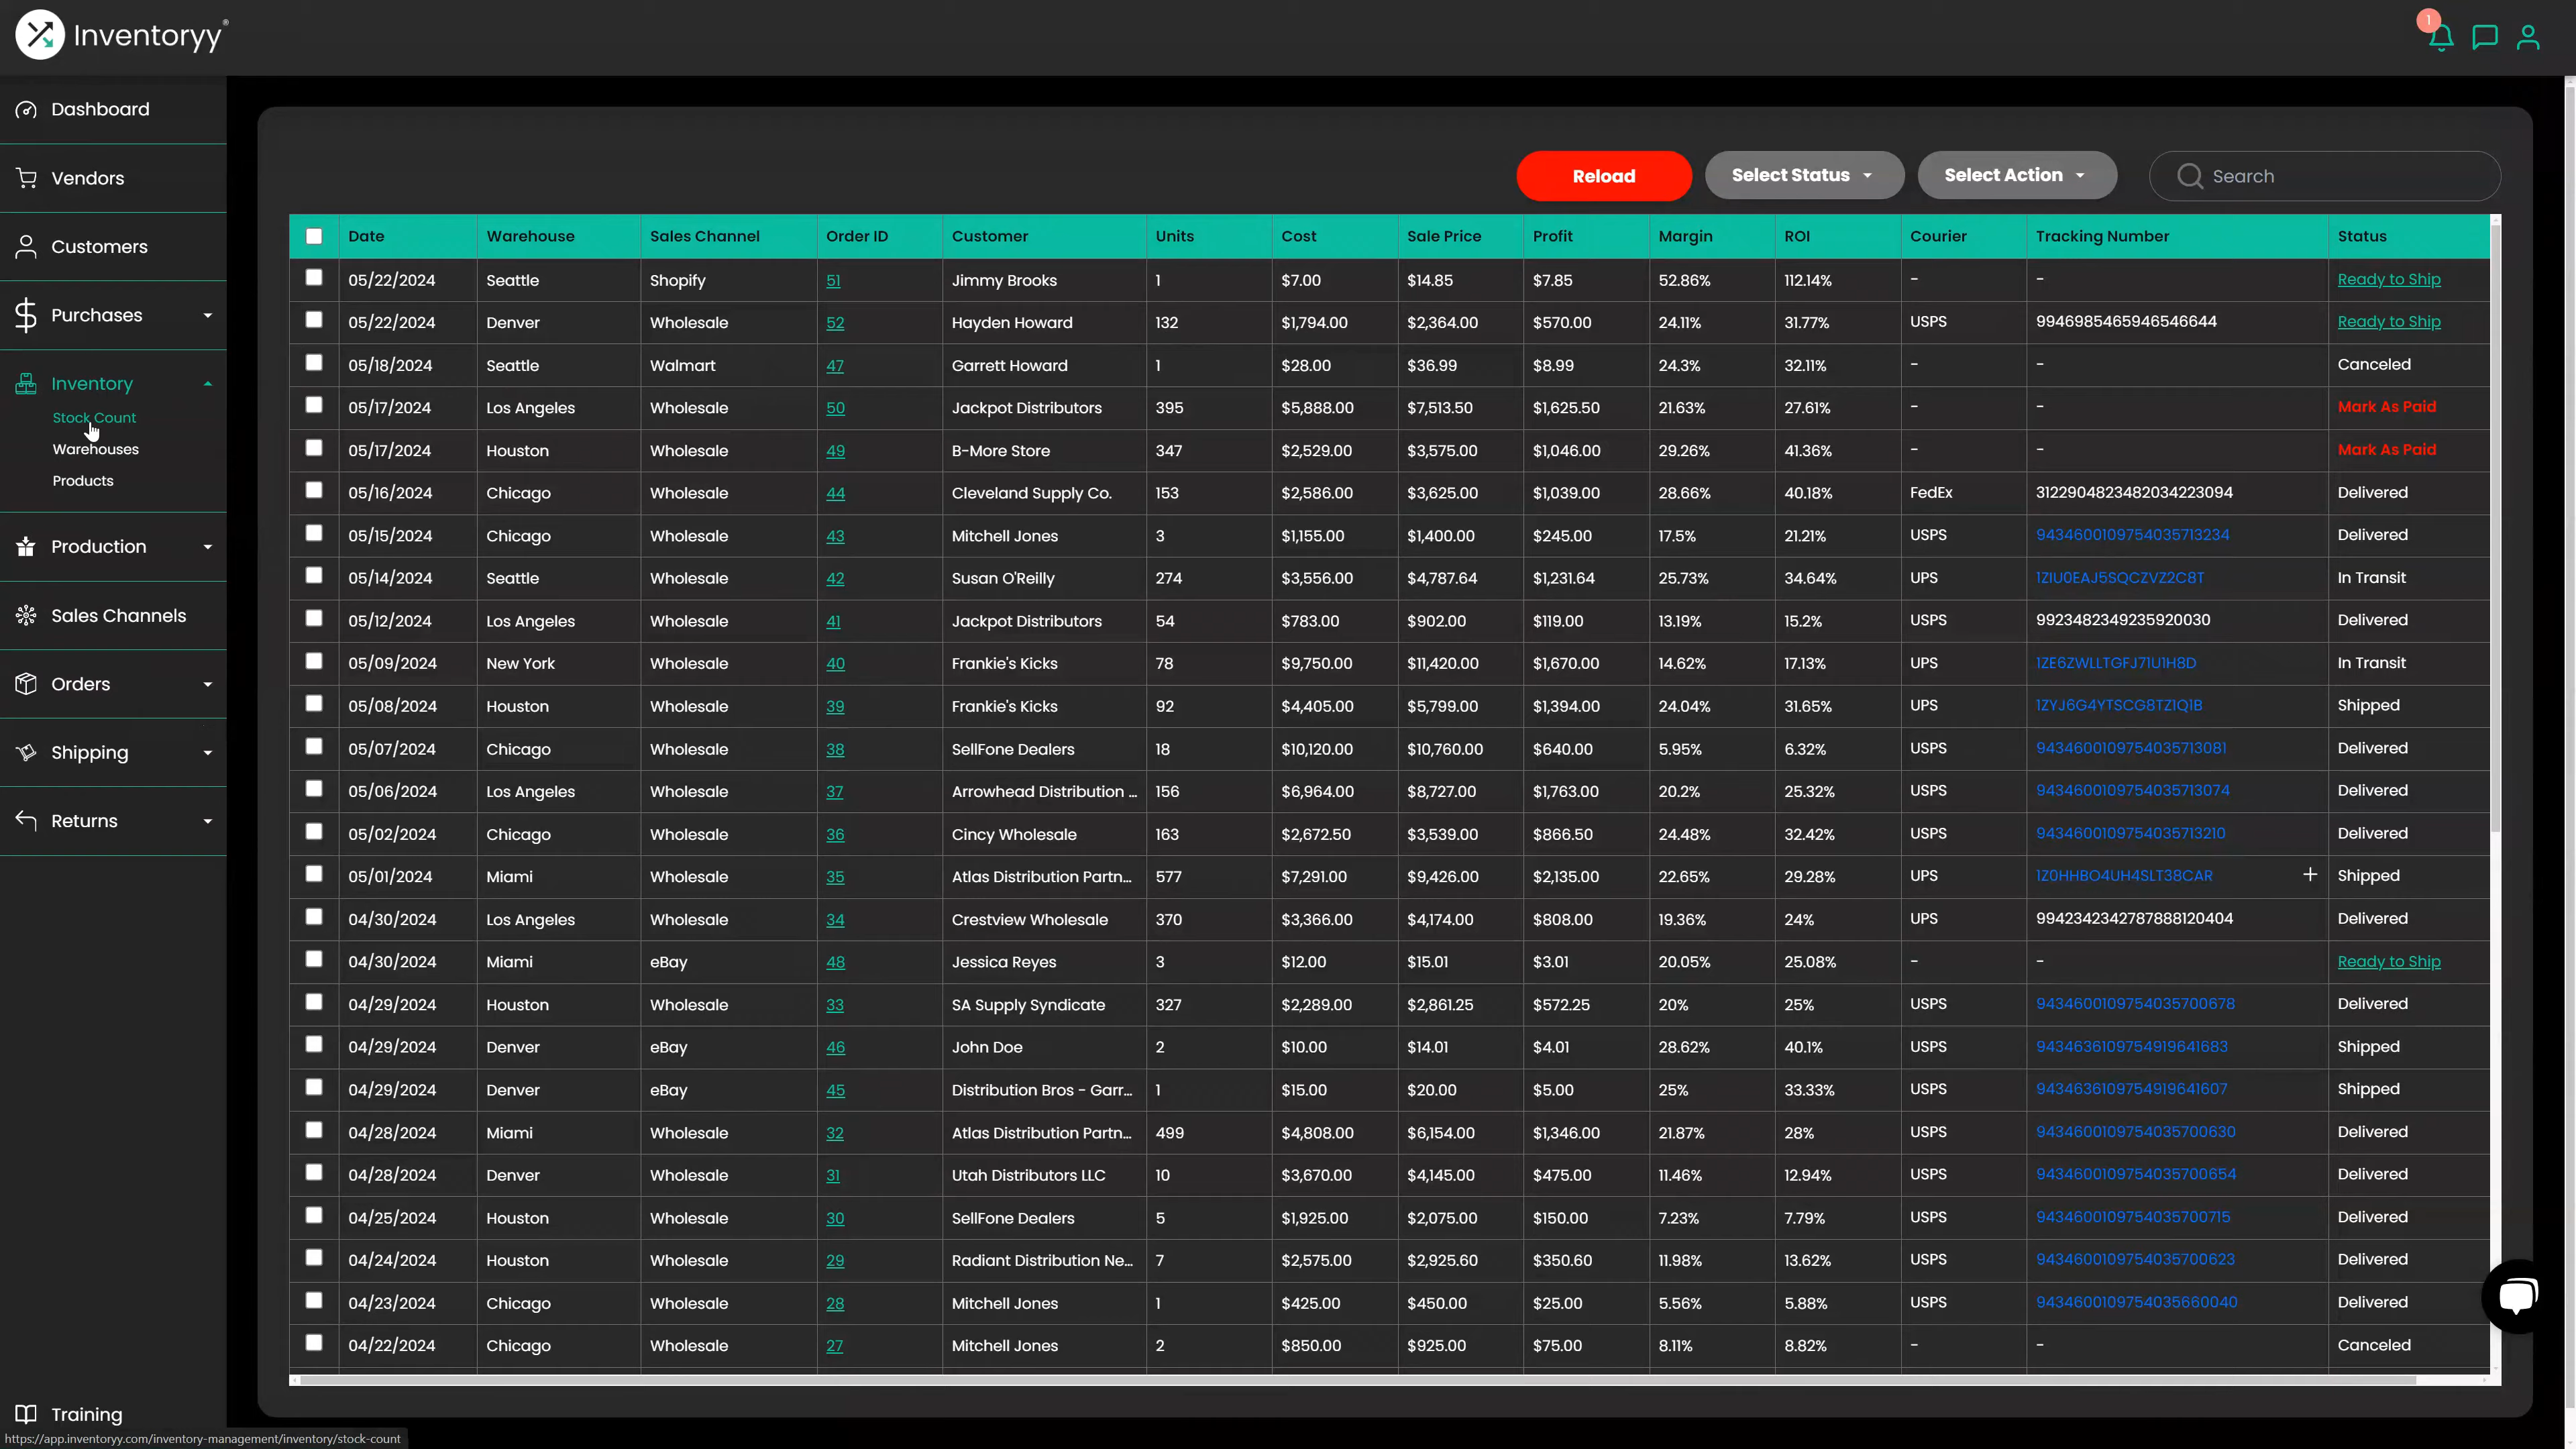 Inventoryy®
1
Dashboard
Vendors
Customers
Purchases
Inventory
Stock Count
Warehouses
Products
Production
Sales Channels
Orders
Shipping
Returns
Training
https://app.inventoryy.com/inventory-management/inventory/stock-count
Reload Select Status Select Action Search
Date Warehouse Sales Channel Order ID Customer Units Cost Sale Price Profit Margin ROI Courier Tracking Number Status
05/22/2024 Seattle Shopify 51 Jimmy Brooks 1 $7.00 $14.85 $7.85 52.86% 112.14% - - Ready to Ship
05/22/2024 Denver Wholesale 52 Hayden Howard 132 $1,794.00 $2,364.00 $570.00 24.11% 31.77% USPS 9946985465946546644 Ready to Ship
05/18/2024 Seattle Walmart 47 Garrett Howard 1 $28.00 $36.99 $8.99 24.3% 32.11% - - Canceled
05/17/2024 Los Angeles Wholesale 50 Jackpot Distributors 395 $5,888.00 $7,513.50 $1,625.50 21.63% 27.61% - - Mark As Paid
05/17/2024 Houston Wholesale 49 B-More Store 347 $2,529.00 $3,575.00 $1,046.00 29.26% 41.36% - - Mark As Paid
05/16/2024 Chicago Wholesale 44 Cleveland Supply Co. 153 $2,586.00 $3,625.00 $1,039.00 28.66% 40.18% FedEx 3122904823482034223094 Delivered
05/15/2024 Chicago Wholesale 43 Mitchell Jones 3 $1,155.00 $1,400.00 $245.00 17.5% 21.21% USPS 9434600109754035713234 Delivered
05/14/2024 Seattle Wholesale 42 Susan O'Reilly 274 $3,556.00 $4,787.64 $1,231.64 25.73% 34.64% UPS 1ZIU0EAJ5SQCZVZ2C8T In Transit
05/12/2024 Los Angeles Wholesale 41 Jackpot Distributors 54 $783.00 $902.00 $119.00 13.19% 15.2% USPS 9923482349235920030 Delivered
05/09/2024 New York Wholesale 40 Frankie's Kicks 78 $9,750.00 $11,420.00 $1,670.00 14.62% 17.13% UPS 1ZE6ZWLLTGFJ71U1H8D In Transit
05/08/2024 Houston Wholesale 39 Frankie's Kicks 92 $4,405.00 $5,799.00 $1,394.00 24.04% 31.65% UPS 1ZYJ6G4YTSCG8TZ1Q1B Shipped
05/07/2024 Chicago Wholesale 38 SellFone Dealers 18 $10,120.00 $10,760.00 $640.00 5.95% 6.32% USPS 9434600109754035713081 Delivered
05/06/2024 Los Angeles Wholesale 37 Arrowhead Distribution ... 156 $6,964.00 $8,727.00 $1,763.00 20.2% 25.32% USPS 9434600109754035713074 Delivered
05/02/2024 Chicago Wholesale 36 Cincy Wholesale 163 $2,672.50 $3,539.00 $866.50 24.48% 32.42% USPS 9434600109754035713210 Delivered
05/01/2024 Miami Wholesale 35 Atlas Distribution Partn... 577 $7,291.00 $9,426.00 $2,135.00 22.65% 29.28% UPS 1Z0HHBO4UH4SLT38CAR Shipped
04/30/2024 Los Angeles Wholesale 34 Crestview Wholesale 370 $3,366.00 $4,174.00 $808.00 19.36% 24% UPS 9942342342787888120404 Delivered
04/30/2024 Miami eBay 48 Jessica Reyes 3 $12.00 $15.01 $3.01 20.05% 25.08% - - Ready to Ship
04/29/2024 Houston Wholesale 33 SA Supply Syndicate 327 $2,289.00 $2,861.25 $572.25 20% 25% USPS 9434600109754035700678 Delivered
04/29/2024 Denver eBay 46 John Doe 2 $10.00 $14.01 $4.01 28.62% 40.1% USPS 9434636109754919641683 Shipped
04/29/2024 Denver eBay 45 Distribution Bros - Garr... 1 $15.00 $20.00 $5.00 25% 33.33% USPS 9434636109754919641607 Shipped
04/28/2024 Miami Wholesale 32 Atlas Distribution Partn... 499 $4,808.00 $6,154.00 $1,346.00 21.87% 28% USPS 9434600109754035700630 Delivered
04/28/2024 Denver Wholesale 31 Utah Distributors LLC 10 $3,670.00 $4,145.00 $475.00 11.46% 12.94% USPS 9434600109754035700654 Delivered
04/25/2024 Houston Wholesale 30 SellFone Dealers 5 $1,925.00 $2,075.00 $150.00 7.23% 7.79% USPS 9434600109754035700715 Delivered
04/24/2024 Houston Wholesale 29 Radiant Distribution Ne... 7 $2,575.00 $2,925.60 $350.60 11.98% 13.62% USPS 9434600109754035700623 Delivered
04/23/2024 Chicago Wholesale 28 Mitchell Jones 1 $425.00 $450.00 $25.00 5.56% 5.88% USPS 9434600109754035660040 Delivered
04/22/2024 Chicago Wholesale 27 Mitchell Jones 2 $850.00 $925.00 $75.00 8.11% 8.82% - - Canceled